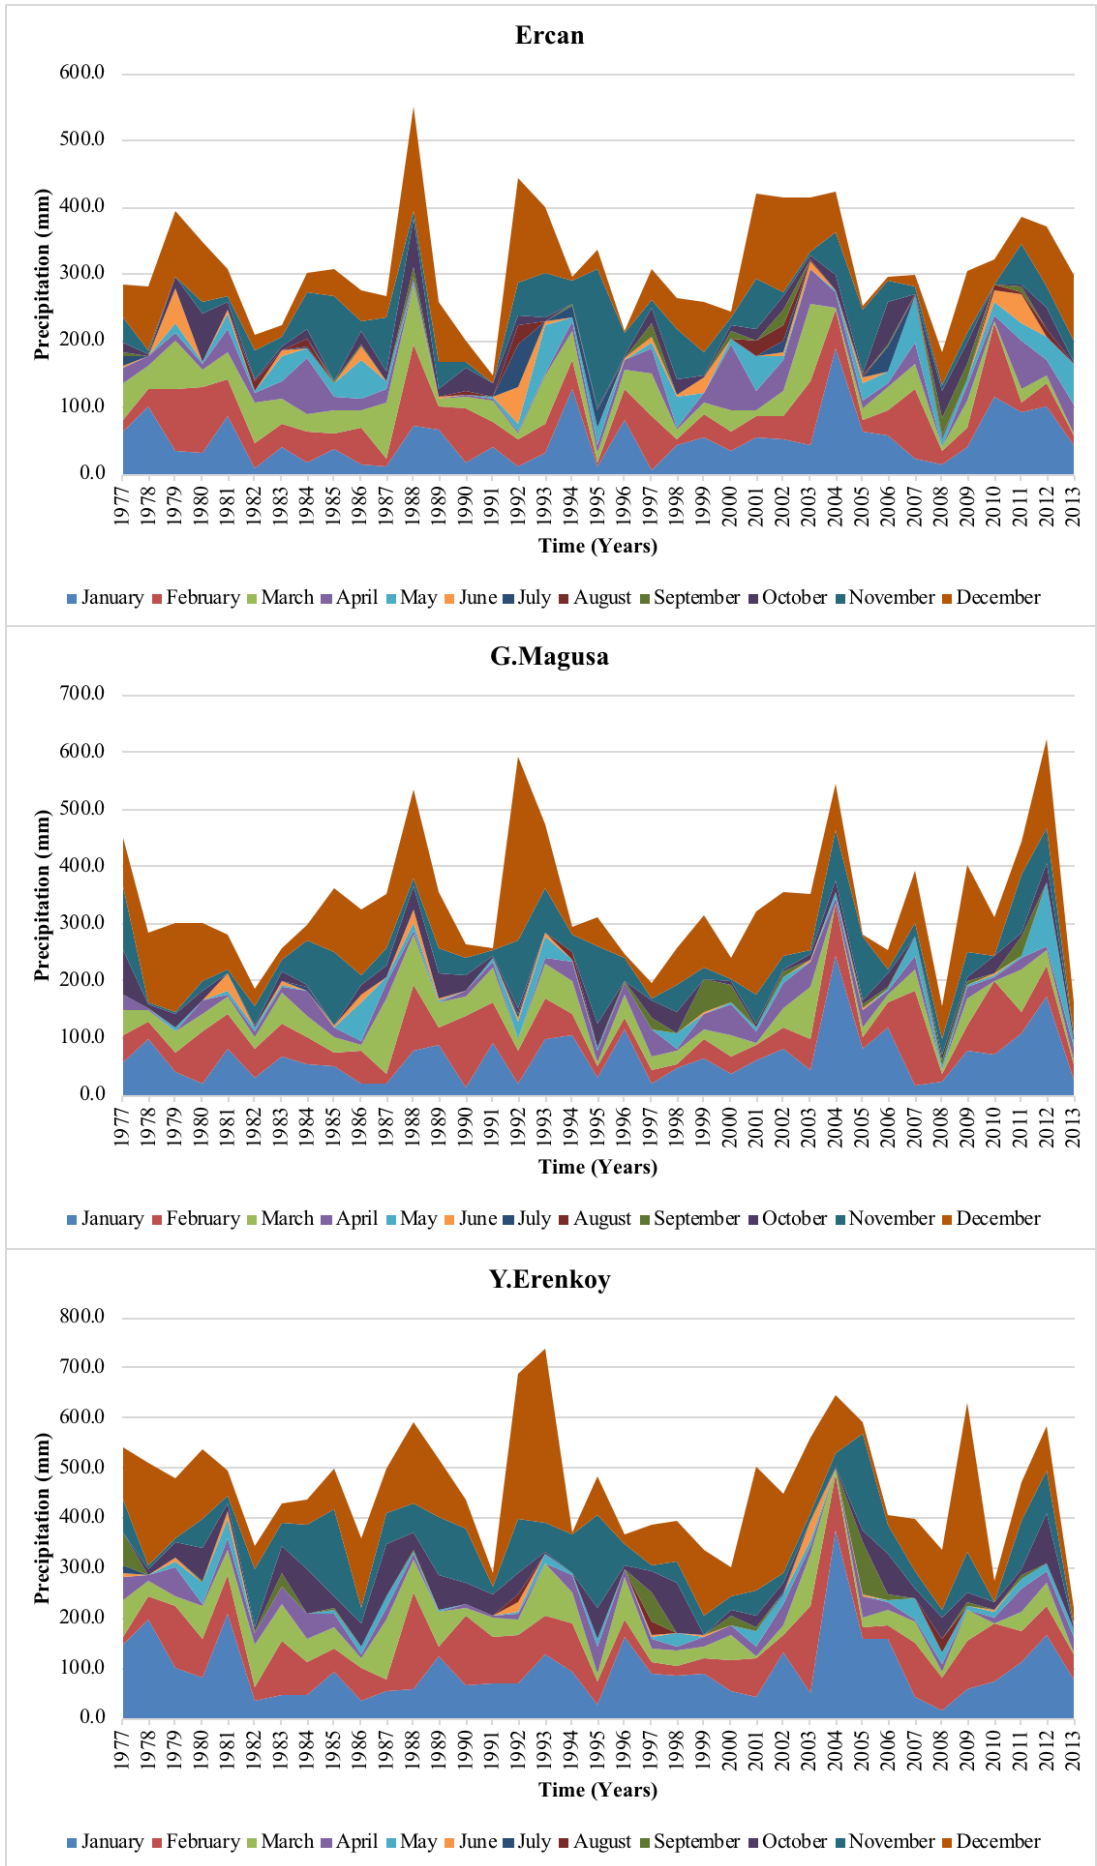 Ercan
600.0
500.0
400.0
300.0
200.0
100.0
0.0
Precipitation (mm)
1977 1978 1979 1980 1981 1982 1983 1984 1985 1986 1987 1988 1989 1990 1991 1992 1993 1994 1995 1996 1997 1998 1999 2000 2001 2002 2003 2004 2005 2006 2007 2008 2009 2010 2011 2012 2013
Time (Years)
January February March April May June July August September October November December
G.Magusa
700.0
600.0
500.0
400.0
300.0
200.0
100.0
0.0
Precipitation (mm)
1977 1978 1979 1980 1981 1982 1983 1984 1985 1986 1987 1988 1989 1990 1991 1992 1993 1994 1995 1996 1997 1998 1999 2000 2001 2002 2003 2004 2005 2006 2007 2008 2009 2010 2011 2012 2013
Time (Years)
January February March April May June July August September October November December
Y.Erenkoy
800.0
700.0
600.0
500.0
400.0
300.0
200.0
100.0
0.0
Precipitation (mm)
1977 1978 1979 1980 1981 1982 1983 1984 1985 1986 1987 1988 1989 1990 1991 1992 1993 1994 1995 1996 1997 1998 1999 2000 2001 2002 2003 2004 2005 2006 2007 2008 2009 2010 2011 2012 2013
Time (Years)
January February March April May June July August September October November December